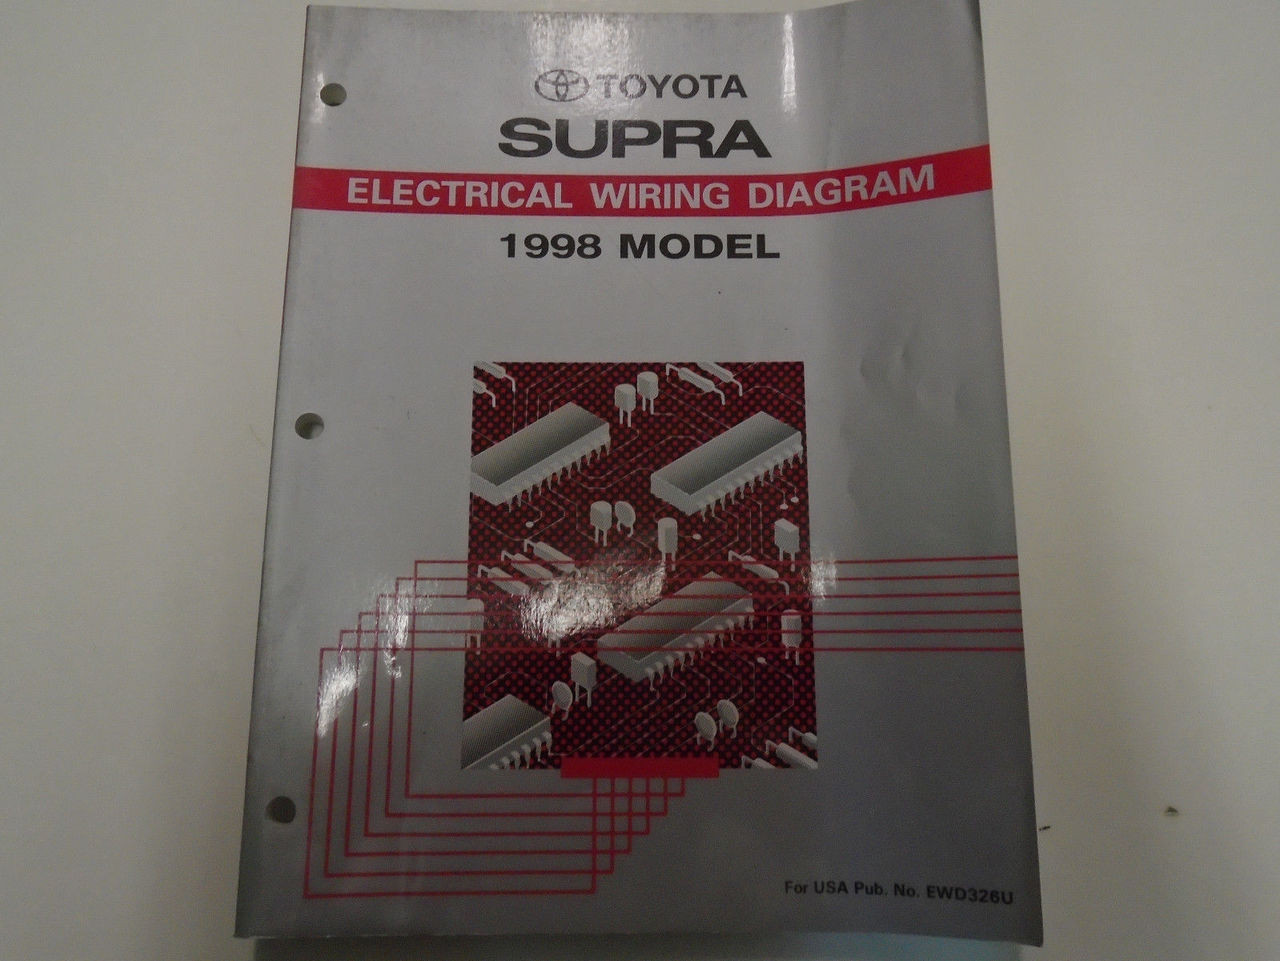 TOYOTA
SUPRA
ELECTRICAL WIRING DIAGRAM
1998 MODEL
For USA Pub. No. EWD326U